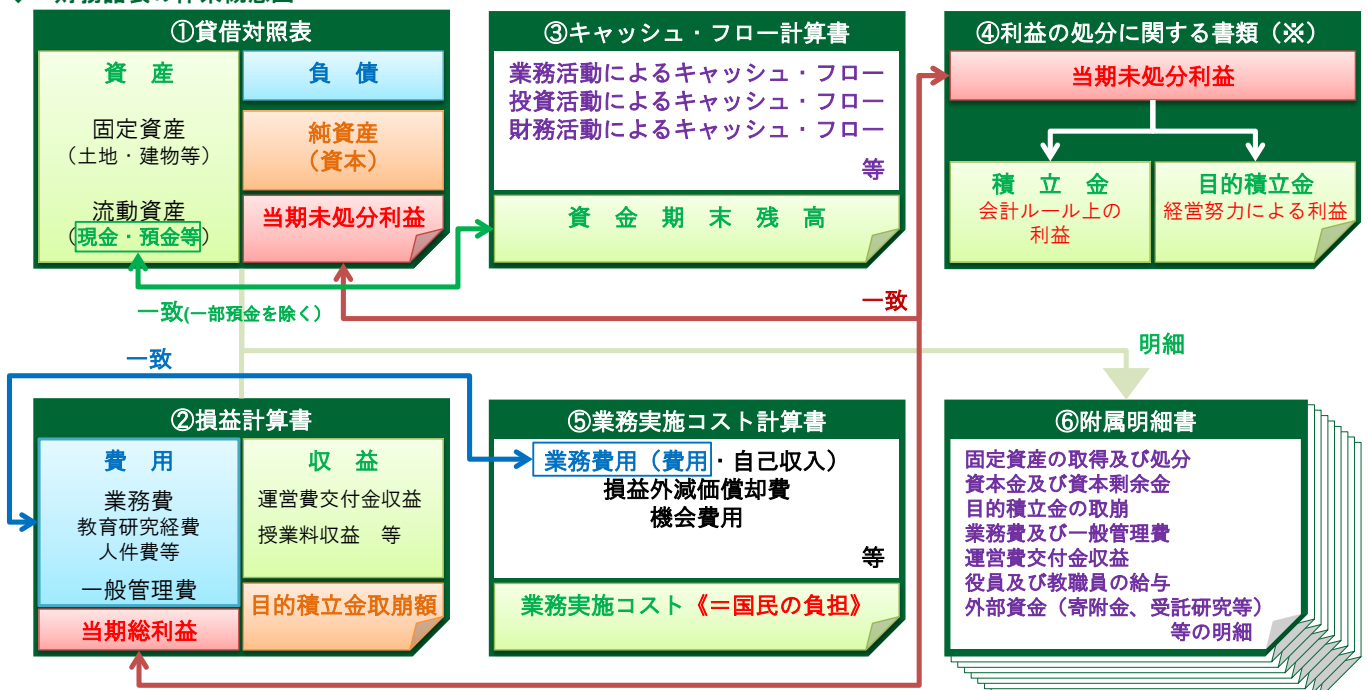 ①貸借対照表
資 産
固定資産
（土地・建物等）
流動資産
（現金・預金等）
負 債
純資産
（資本）
当期未処分利益
③キャッシュ・フロー計算書
業務活動によるキャッシュ・フロー
投資活動によるキャッシュ・フロー
財務活動によるキャッシュ・フロー
等
資 金 期 末 残 高
④利益の処分に関する書類（※）
当期未処分利益
積 立 金
会計ルール上の
利益
目的積立金
経営努力による利益
一致(一部預金を除く）
一致
一致
明細
②損益計算書
費 用
業務費
教育研究経費
人件費等
一般管理費
当期総利益
収 益
運営費交付金収益
授業料収益 等
目的積立金取崩額
⑤業務実施コスト計算書
業務費用（費用・自己収入）
損益外減価償却費
機会費用
等
業務実施コスト《＝国民の負担》
⑥附属明細書
固定資産の取得及び処分
資本金及び資本剰余金
目的積立金の取崩
業務費及び一般管理費
運営費交付金収益
役員及び教職員の給与
外部資金（寄附金、受託研究等）
等の明細